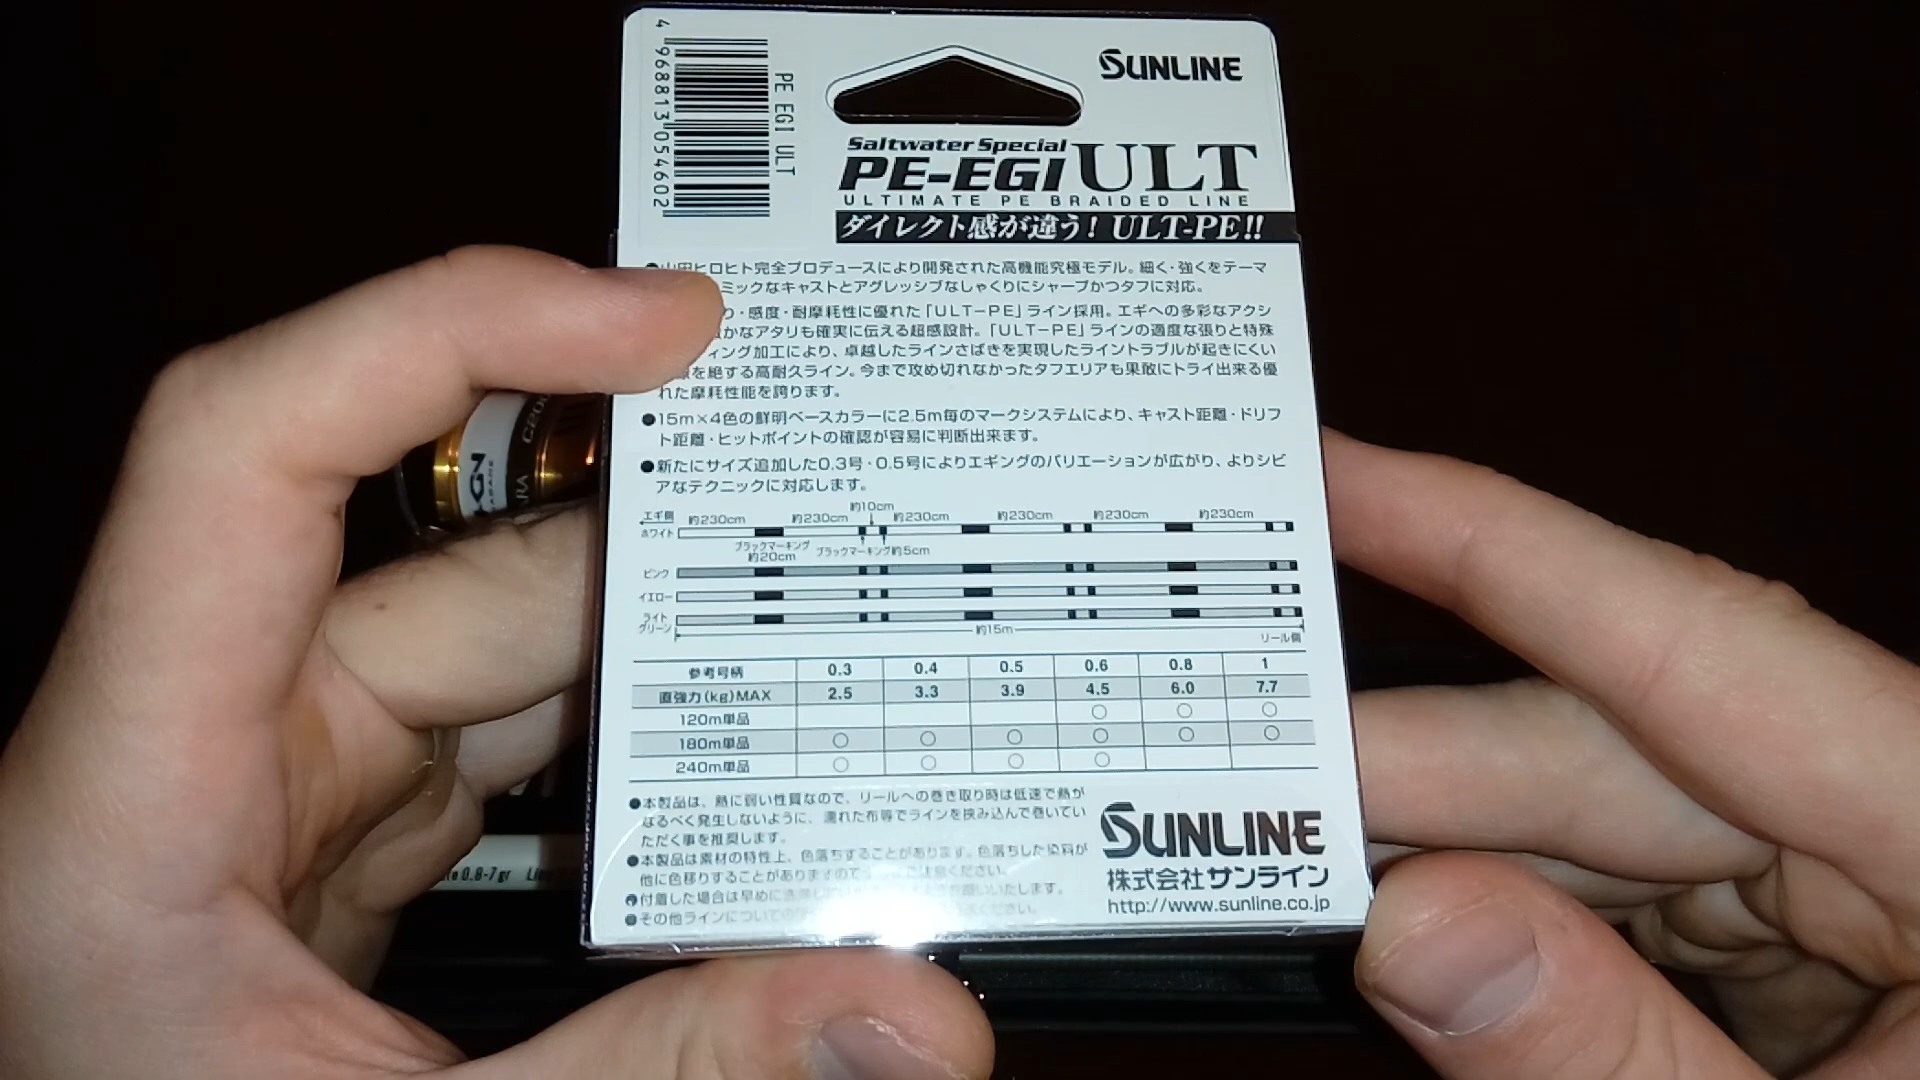 4 968813 054602
PE EGI ULT
SUNLINE
Saltwater Special
PE-EGI ULT
ULTIMATE PE BRAIDED LINE
ダイレクト感が違う! ULT-PE!!
●山田ヒロヒト完全プロデュースにより開発された高機能究極モデル。細く・強くをテーマ
ミックなキャストとアグレッシブなしゃくりにシャープかつタフに対応。
り・感度・耐摩耗性に優れた「ULT-PE」ライン採用。エギへの多彩なアクシ
かなアタリも確実に伝える超感設計。「ULT-PE」ラインの適度な張りと特殊
ィング加工により、卓越したラインさばきを実現したライントラブルが起きにくい
を絶する高耐久ライン。今まで攻め切れなかったタフエリアも果敢にトライ出来る優
れた摩耗性能を誇ります。
●15m×4色の鮮明ベースカラーに2.5m毎のマークシステムにより、キャスト距離・ドリフ
ト距離・ヒットポイントの確認が容易に判断出来ます。
●新たにサイズ追加した0.3号・0.5号によりエギングのバリエーションが広がり、よりシビ
アなテクニックに対応します。
約10cm
エギ側 約230cm 約230cm 約230cm 約230cm 約230cm 約230cm
ホワイト
ブラックマーキング 約20cm ブラックマーキング約5cm
ピンク
イエロー
ライトグリーン
約15m
リール側
参考号柄 0.3 0.4 0.5 0.6 0.8 1
直強力(kg)MAX 2.5 3.3 3.9 4.5 6.0 7.7
120m単品 ○ ○ ○
180m単品 ○ ○ ○ ○ ○ ○
240m単品 ○ ○ ○ ○
●本製品は、熱に弱い性質なので、リールへの巻き取り時は低速で熱が
なるべく発生しないように、濡れた布等でラインを挟み込んで巻いてい
ただく事を推奨します。
●本製品は素材の特性上、色落ちすることがあります。色落ちした染料が
他に色移りすることがありますので ください。
●付着した場合は早めに洗 いいたします。
●その他ラインについての ください。
SUNLINE
株式会社サンライン
http://www.sunline.co.jp
C200
ARA
0.8-7 gr